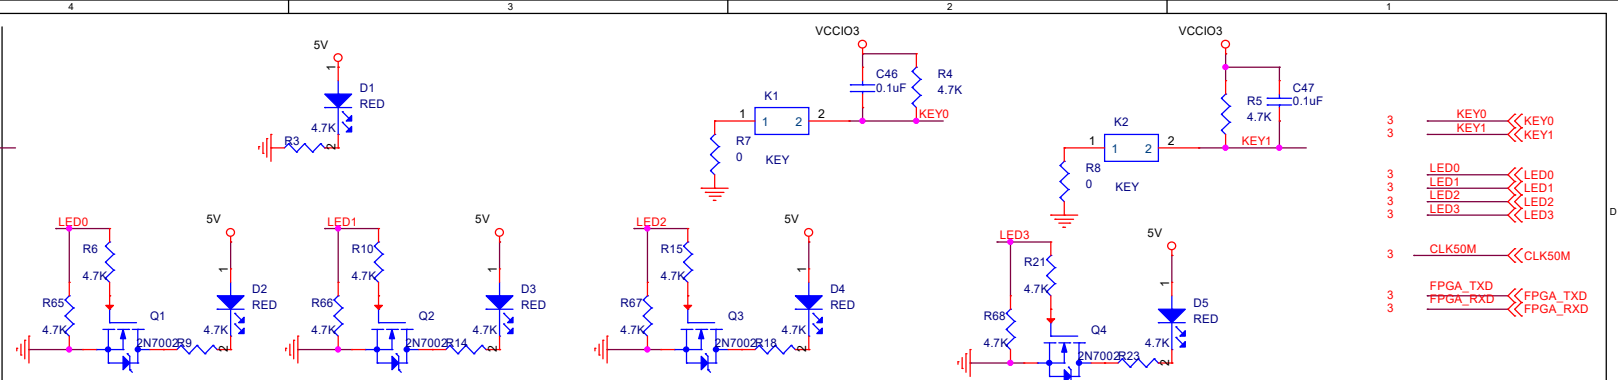 4 3 2 1
5V
1
D1
RED
4.7K
R3
2
VCCIO3
C46
0.1uF
R4
4.7K
K1
1 1 2 2
KEY0
R7
0
KEY
VCCIO3
R5
4.7K
C47
0.1uF
K2
1 1 2 2
KEY1
R8
0
KEY
3 KEY0 KEY0
3 KEY1 KEY1
3 LED0 LED0
3 LED1 LED1
3 LED2 LED2
3 LED3 LED3
3 CLK50M CLK50M
3 FPGA_TXD FPGA_TXD
3 FPGA_RXD FPGA_RXD
D
LED0
5V
R6
4.7K
1
R65
4.7K
D2
RED
Q1
4.7K
2N7002
R9
2
LED1
5V
R10
4.7K
1
R66
4.7K
D3
RED
Q2
4.7K
2N7002
R14
2
LED2
5V
R15
4.7K
1
R67
4.7K
D4
RED
Q3
4.7K
2N7002
R18
2
LED3
5V
R21
4.7K
1
R68
4.7K
D5
RED
Q4
4.7K
2N7002
R23
2